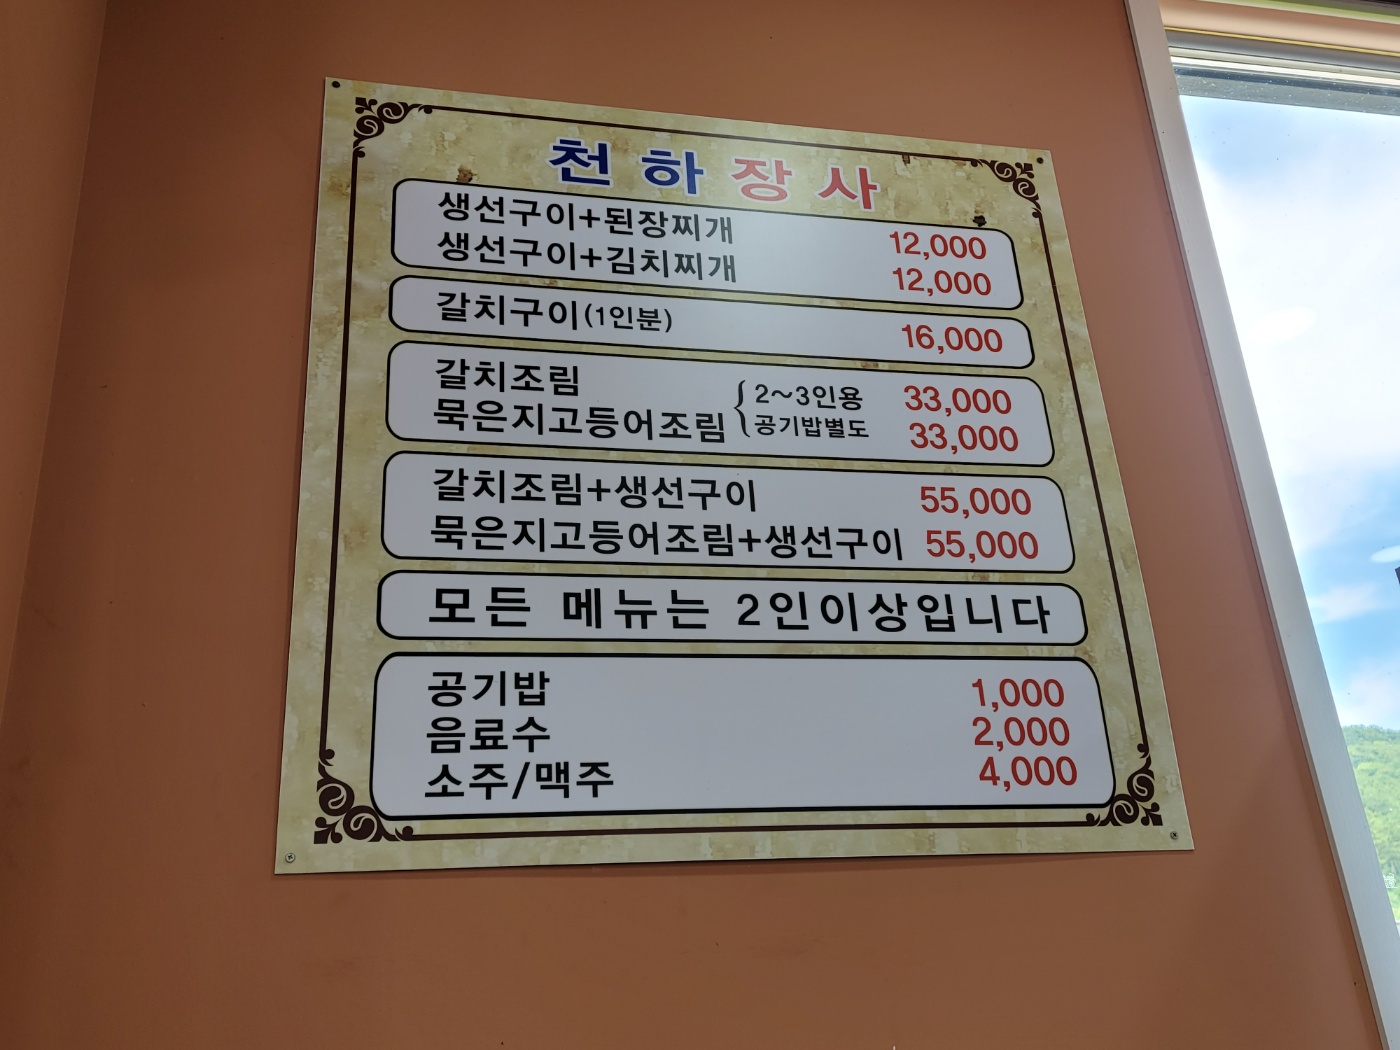 천하장사
생선구이+된장찌개 12,000
생선구이+김치찌개 12,000
갈치구이(1인분) 16,000
갈치조림 2~3인용 33,000
묵은지고등어조림 공기밥별도 33,000
갈치조림+생선구이 55,000
묵은지고등어조림+생선구이 55,000
모든 메뉴는 2인이상입니다
공기밥 1,000
음료수 2,000
소주/맥주 4,000